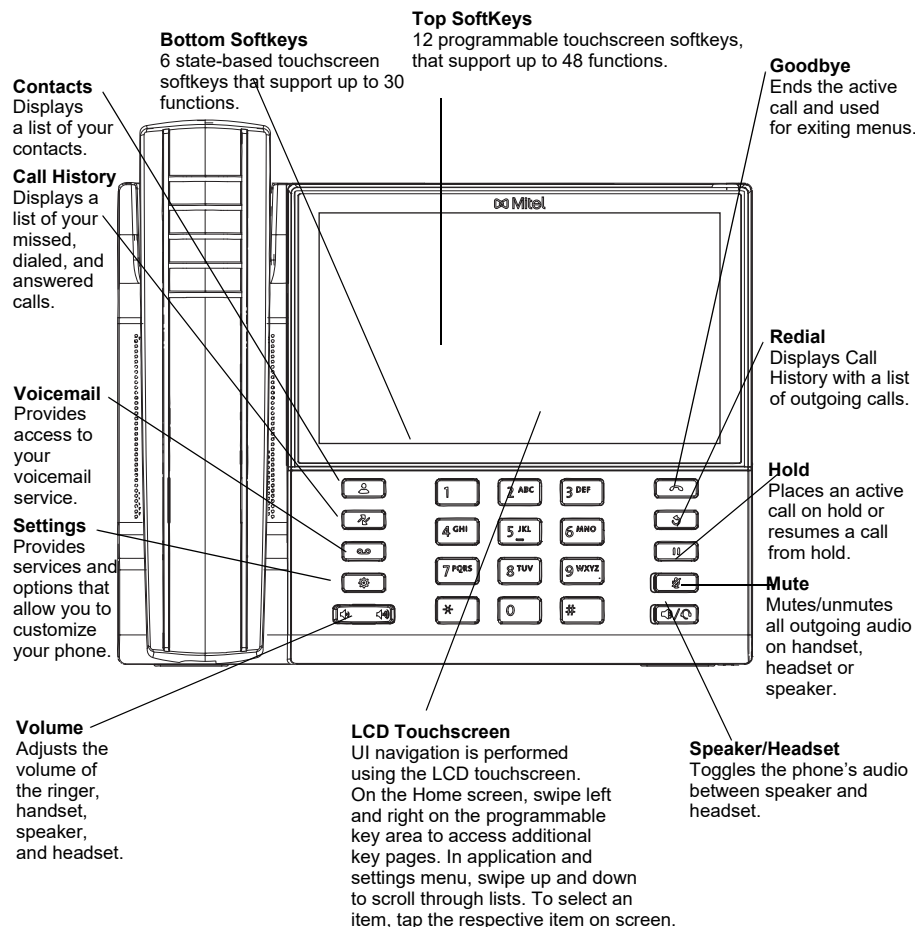 Top SoftKeys
12 programmable touchscreen softkeys,
that support up to 48 functions.
Bottom Softkeys
6 state-based touchscreen
softkeys that support up to 30
functions.
Goodbye
Ends the active
call and used
for exiting menus.
Contacts
Displays
a list of your
contacts.
Call History
Displays a
list of your
missed,
dialed, and
answered
calls.
Mitel
Redial
Displays Call
History with a list
of outgoing calls.
Voicemail
Provides
access to
your
voicemail
service.
Hold
Places an active
call on hold or
resumes a call
from hold.
Settings
Provides
services and
options that
allow you to
customize
your phone.
1 2 ABC 3 DEF
4 GHI 5 JKL 6 MNO
7 PQRS 8 TUV 9 WXYZ
* 0 #
Mute
Mutes/unmutes
all outgoing audio
on handset,
headset or
speaker.
Volume
Adjusts the
volume of
the ringer,
handset,
speaker,
and headset.
LCD Touchscreen
UI navigation is performed
using the LCD touchscreen.
On the Home screen, swipe left
and right on the programmable
key area to access additional
key pages. In application and
settings menu, swipe up and down
to scroll through lists. To select an
item, tap the respective item on screen.
Speaker/Headset
Toggles the phone's audio
between speaker and
headset.